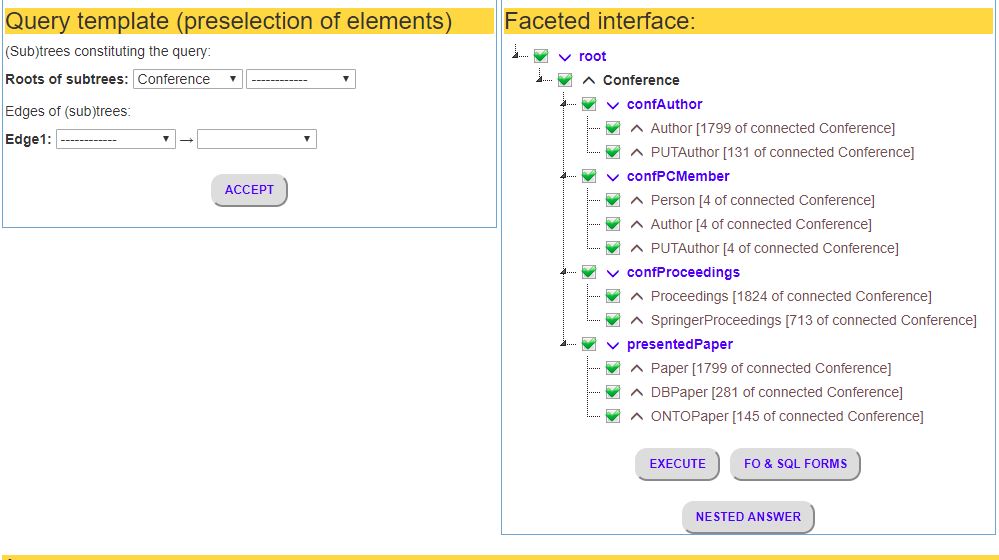 Query template (preselection of elements)
(Sub)trees constituting the query:
Roots of subtrees: Conference ------------
Edges of (sub)trees:
Edge1: ------------ →
ACCEPT
Faceted interface:
root
Conference
confAuthor
Author [1799 of connected Conference]
PUTAuthor [131 of connected Conference]
confPCMember
Person [4 of connected Conference]
Author [4 of connected Conference]
PUTAuthor [4 of connected Conference]
confProceedings
Proceedings [1824 of connected Conference]
SpringerProceedings [713 of connected Conference]
presentedPaper
Paper [1799 of connected Conference]
DBPaper [281 of connected Conference]
ONTOPaper [145 of connected Conference]
EXECUTE FO & SQL FORMS
NESTED ANSWER